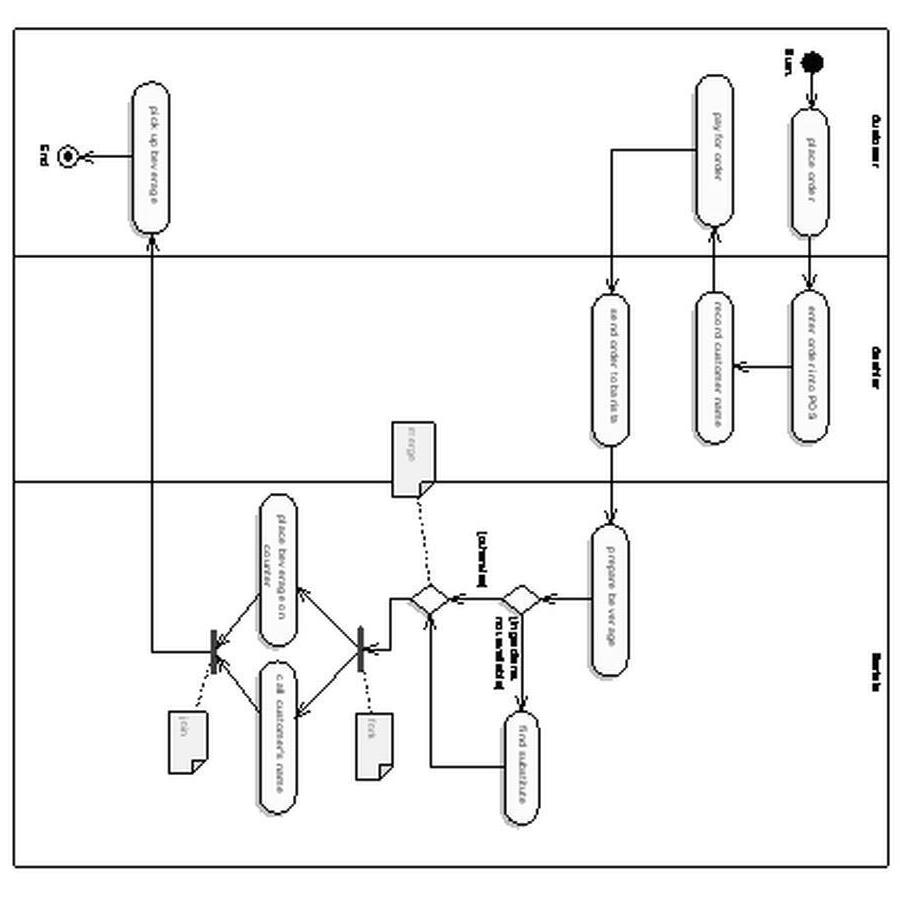 Customer
Cashier
Barista
Start
place order
enter order into POS
pay for order
record customer name
send order to barista
prepare beverage
[ingredient
not available]
[otherwise]
find substitute
merge
fork
place beverage on
counter
call customer's name
join
pick up beverage
End